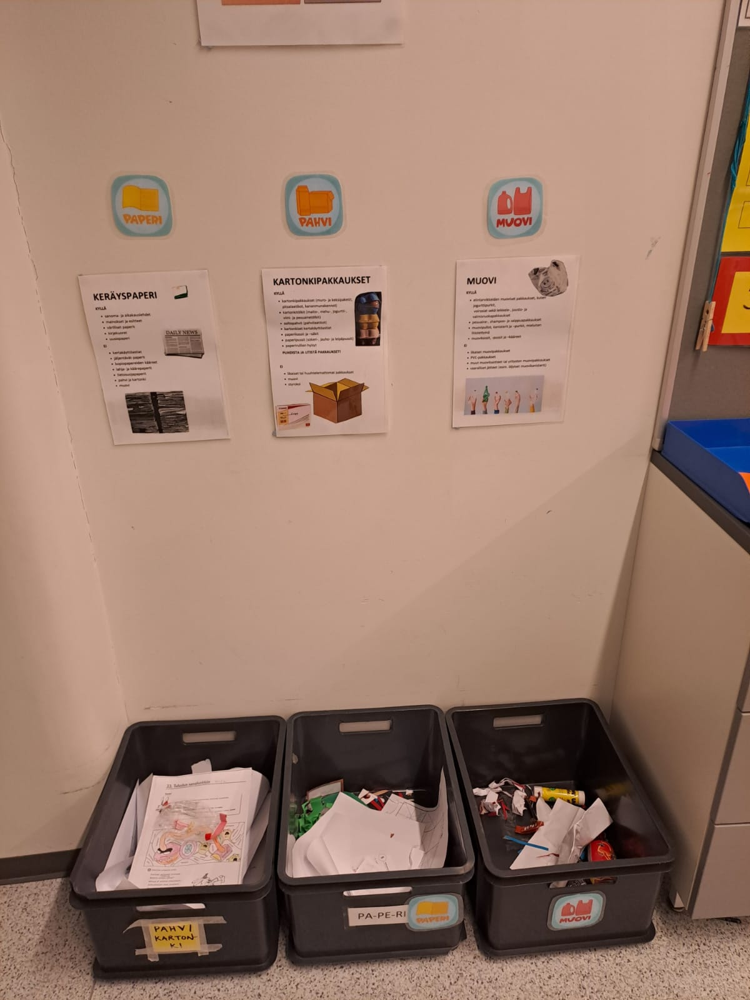 PAPERI
PAHVI
MUOVI
KERÄYSPAPERI
KYLLÄ
sanoma- ja aikakauslehdet
mainokset ja esitteet
värilliset paperit
kirjekuoret
uusiopaperi
EI
kertakäyttöastiat
jäljentävät paperit
kopiopapereiden kääreet
lahja- ja käärepaperit
tietosuojapaperit
pahvi ja kartonki
muovi
DAILY NEWS
KARTONKIPAKKAUKSET
KYLLÄ
kartonkipakkaukset (muro- ja keksipaketit,
pitsalaatikot, kananmunakennot)
kartonkitölkit (maito-, mehu-, jogurtti-,
viini- ja pesuainetölkit)
aaltopahvit (pahvilaatikot)
kartonkiset kertakäyttöastiat
paperikassit ja -säkit
paperipussit (sokeri-, jauho- ja leipäpussit)
paperirullien hylsyt
PUHDISTA JA LITISTÄ PAKKAUKSET!
EI
likaiset tai huuhtelemattomat pakkaukset
muovi
styroksi
Copy
MUOVI
KYLLÄ
elintarvikkeiden muoviset pakkaukset, kuten
jogurttipurkit,
voirasiat sekä leikkele-, juusto- ja
valmisruokapakkaukset
pesuaine-, shampoo- ja saippuapakkaukset
muovipullot, kanisterit ja -purkit, mieluiten
litistettyinä
muovikassit, -pussit ja -kääreet
EI
likaiset muovipakkaukset
PVC-pakkaukset
muut muovituotteet tai yritysten muovipakkaukset
vaaralliset jätteet (esim. öljyiset muovikanisterit)
33. Tutustu sanaluokkiin
PAHVI
KARTON-
KI
PA-PE-RI
PAPERI
MUOVI